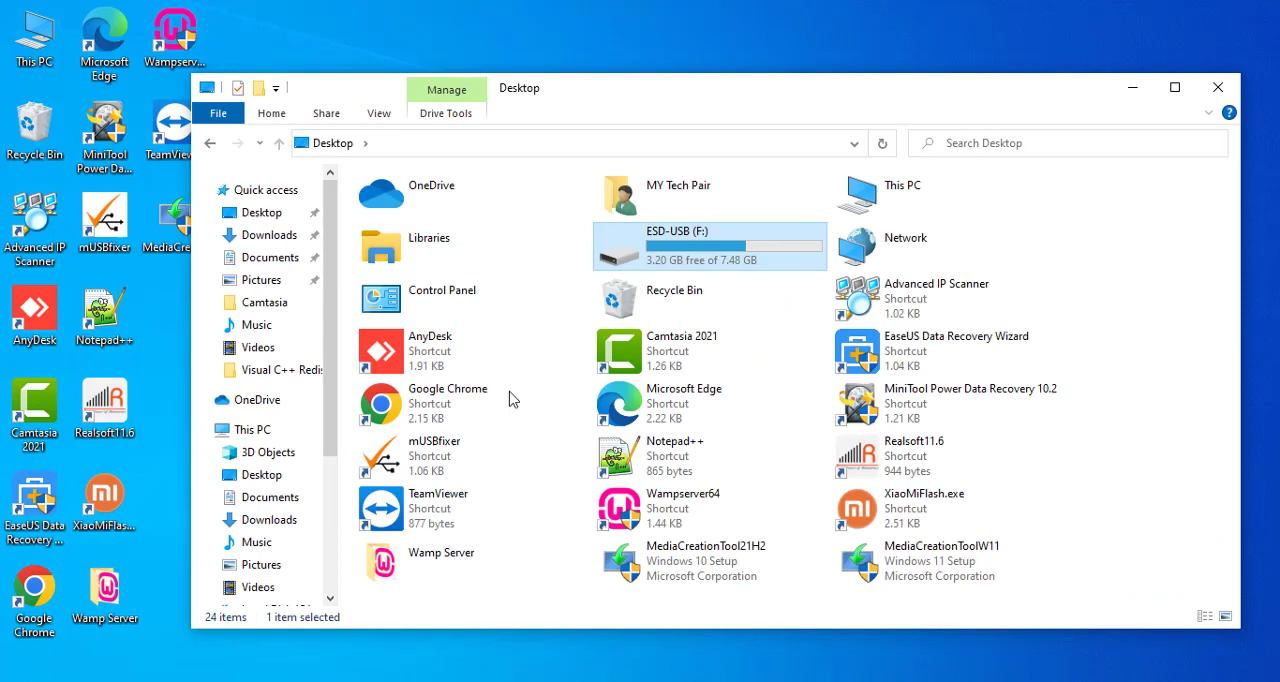 This PC
Microsoft
Edge
Wampserv...
Recycle Bin
MiniTool
Power Da...
TeamView
Advanced IP
Scanner
mUSBfixer
MediaCre
AnyDesk
Notepad++
Camtasia
2021
Realsoft11.6
EaseUS Data
Recovery ...
XiaoMiFlash...
Google
Chrome
Wamp Server
Manage
Desktop
File
Home
Share
View
Drive Tools
Desktop
Search Desktop
Quick access
Desktop
Downloads
Documents
Pictures
Camtasia
Music
Videos
Visual C++ Redis
OneDrive
This PC
3D Objects
Desktop
Documents
Downloads
Music
Pictures
Videos
OneDrive
MY Tech Pair
This PC
Libraries
ESD-USB (F:)
3.20 GB free of 7.48 GB
Network
Control Panel
Recycle Bin
Advanced IP Scanner
Shortcut
1.02 KB
AnyDesk
Shortcut
1.91 KB
Camtasia 2021
Shortcut
1.26 KB
EaseUS Data Recovery Wizard
Shortcut
1.04 KB
Google Chrome
Shortcut
2.15 KB
Microsoft Edge
Shortcut
2.22 KB
MiniTool Power Data Recovery 10.2
Shortcut
1.21 KB
mUSBfixer
Shortcut
1.06 KB
Notepad++
Shortcut
865 bytes
Realsoft11.6
Shortcut
944 bytes
TeamViewer
Shortcut
877 bytes
Wampserver64
Shortcut
1.44 KB
XiaoMiFlash.exe
Shortcut
2.51 KB
Wamp Server
MediaCreationTool21H2
Windows 10 Setup
Microsoft Corporation
MediaCreationToolW11
Windows 11 Setup
Microsoft Corporation
24 items
1 item selected